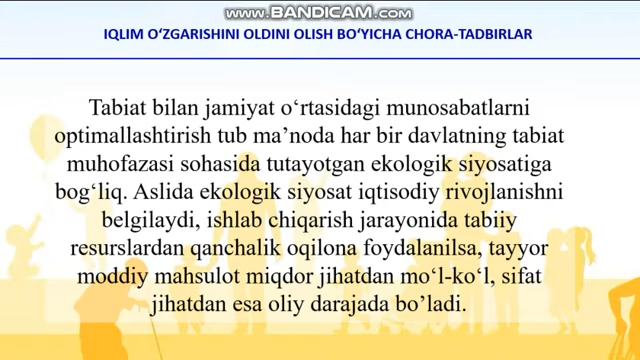 www.BANDICAM.com
IQLIM O‘ZGARISHINI OLDINI OLISH BO‘YICHA CHORA-TADBIRLAR
Tabiat bilan jamiyat o‘rtasidagi munosabatlarni
optimallashtirish tub ma’noda har bir davlatning tabiat
muhofazasi sohasida tutayotgan ekologik siyosatiga
bog‘liq. Aslida ekologik siyosat iqtisodiy rivojlanishni
belgilaydi, ishlab chiqarish jarayonida tabiiy
resurslardan qanchalik oqilona foydalanilsa, tayyor
moddiy mahsulot miqdor jihatdan mo‘l-ko‘l, sifat
jihatdan esa oliy darajada bo’ladi.